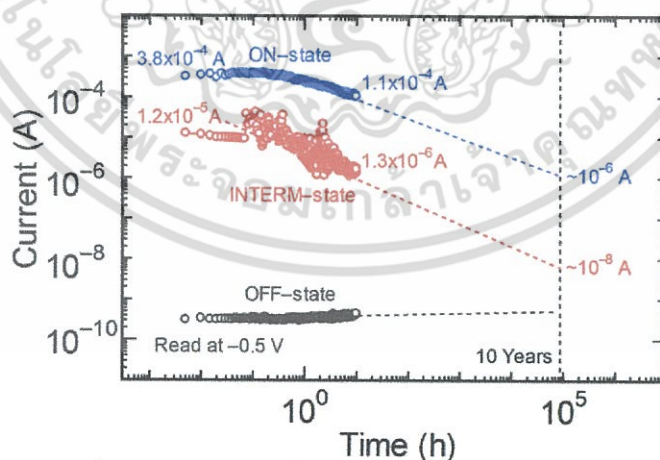 3.8x10⁻⁴ A
ON–state
1.1x10⁻⁴ A
1.2x10⁻⁵ A
1.3x10⁻⁶ A
INTERM–state
~10⁻⁶ A
~10⁻⁸ A
OFF–state
Read at –0.5 V
10 Years
Current (A)
10⁻⁴
10⁻⁶
10⁻⁸
10⁻¹⁰
10⁰
10⁵
Time (h)